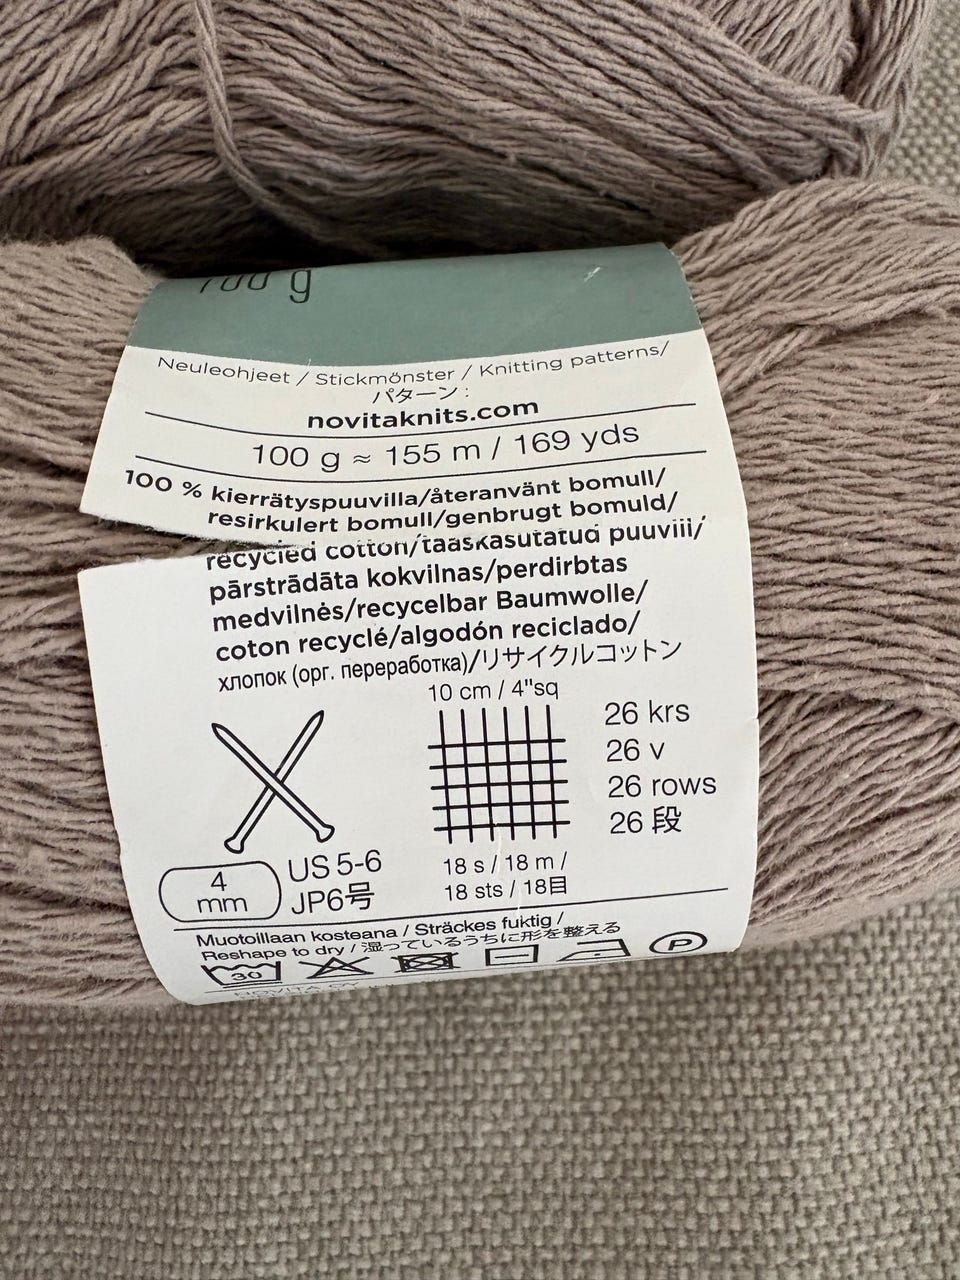 100 g
Neuleohjeet / Stickmönster / Knitting patterns/
パターン:
novitaknits.com
100 g ≈ 155 m / 169 yds
100 % kierrätyspuuvilla/återanvänt bomull/
resirkulert bomull/genbrugt bomuld/
recycled cotton/taaskasutatud puuvill/
pārstrādāta kokvilnas/perdirbtas
medvilnės/recycelbar Baumwolle/
coton recyclé/algodón reciclado/
хлопок (орг. переработка)/リサイクルコットン
10 cm / 4"sq
26 krs
26 v
26 rows
26 段
18 s / 18 m /
18 sts / 18目
4
mm
US 5-6
JP6号
Muotoillaan kosteana / Sträckes fuktig /
Reshape to dry / 湿っているうちに形を整える
30
P
NOVITA OY